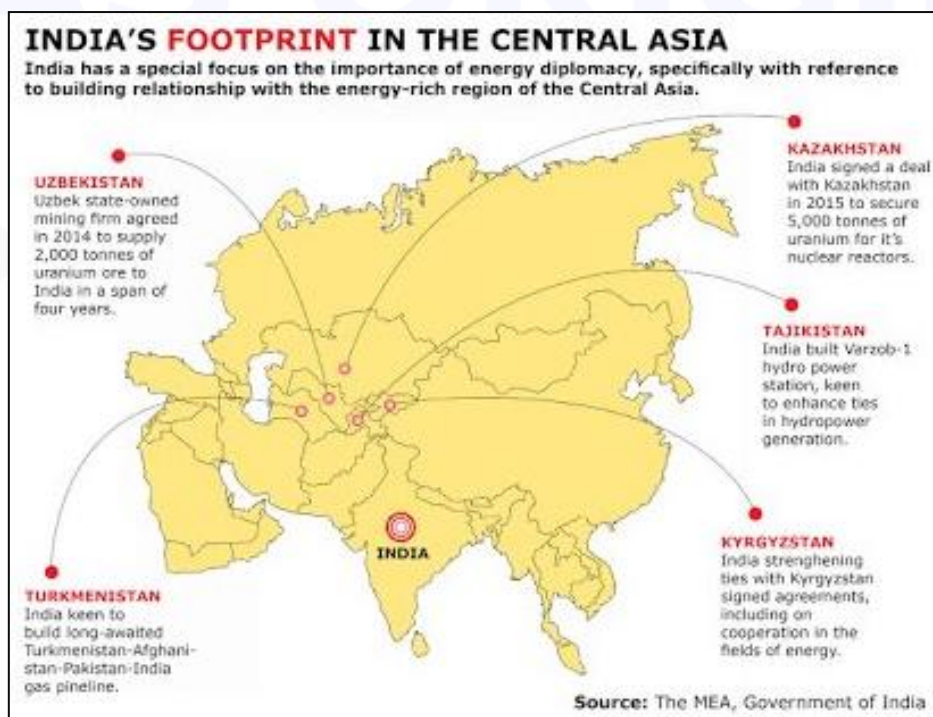 INDIA'S FOOTPRINT IN THE CENTRAL ASIA
India has a special focus on the importance of energy diplomacy, specifically with reference
to building relationship with the energy-rich region of the Central Asia.
UZBEKISTAN
Uzbek state-owned
mining firm agreed
in 2014 to supply
2,000 tonnes of
uranium ore to
India in a span of
four years.
KAZAKHSTAN
India signed a deal
with Kazakhstan
in 2015 to secure
5,000 tonnes of
uranium for it's
nuclear reactors.
TAJIKISTAN
India built Varzob-1
hydro power
station, keen
to enhance ties
in hydropower
generation.
INDIA
KYRGYZSTAN
India strenghening
ties with Kyrgyzstan
signed agreements,
including on
cooperation in the
fields of energy.
TURKMENISTAN
India keen to
build long-awaited
Turkmenistan-Afghani-
stan-Pakistan-India
gas pineline.
Source: The MEA, Government of India